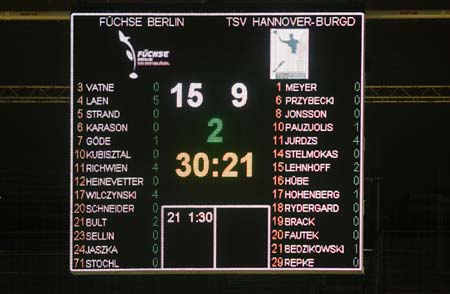 FÜCHSE BERLIN TSV HANNOVER-BURGD
FÜCHSE
BERLIN
15 9
2
30:21
3 VATNE 0
4 LAEN 5
5 STRAND 0
6 KARASON 0
7 GÖDE 1
10 KUBISZTAL 0
11 RICHWIEN 4
12 HEINEVETTER 0
17 WILCZYNSKI 4
20 SCHNEIDER 0
21 BULT 2
23 SELLIN 0
24 JASZKA 0
71 STOCHL 0
21 1:30
1 MEYER 0
6 PRZYBECKI 0
8 JONSSON 0
10 PAUZUOLIS 1
11 JURDZS 4
14 STELMOKAS 0
15 LEHNHOFF 2
16 HÜBE 0
17 HOHENBERG 1
18 RYDERGARD 0
19 BRACK 0
20 FAUTEK 0
21 BEDZIKOWSKI 1
29 REPKE 0